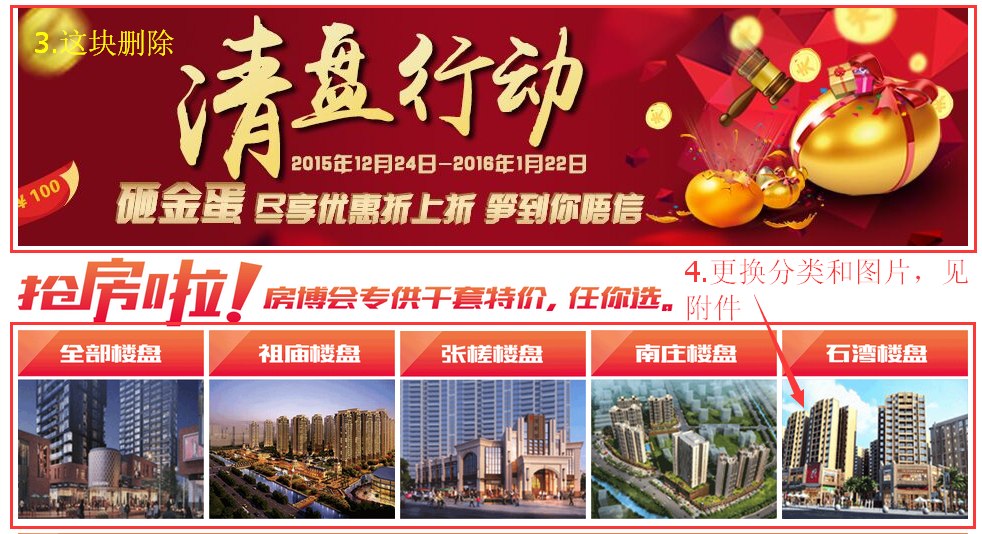 3.这块删除
清盘行动
2015年12月24日-2016年1月22日
¥ 100
砸金蛋 尽享优惠折上折 笋到你唔信
抢房啦!
房博会专供千套特价, 任你选。
4.更换分类和图片，见
附件
全部楼盘
祖庙楼盘
张槎楼盘
南庄楼盘
石湾楼盘